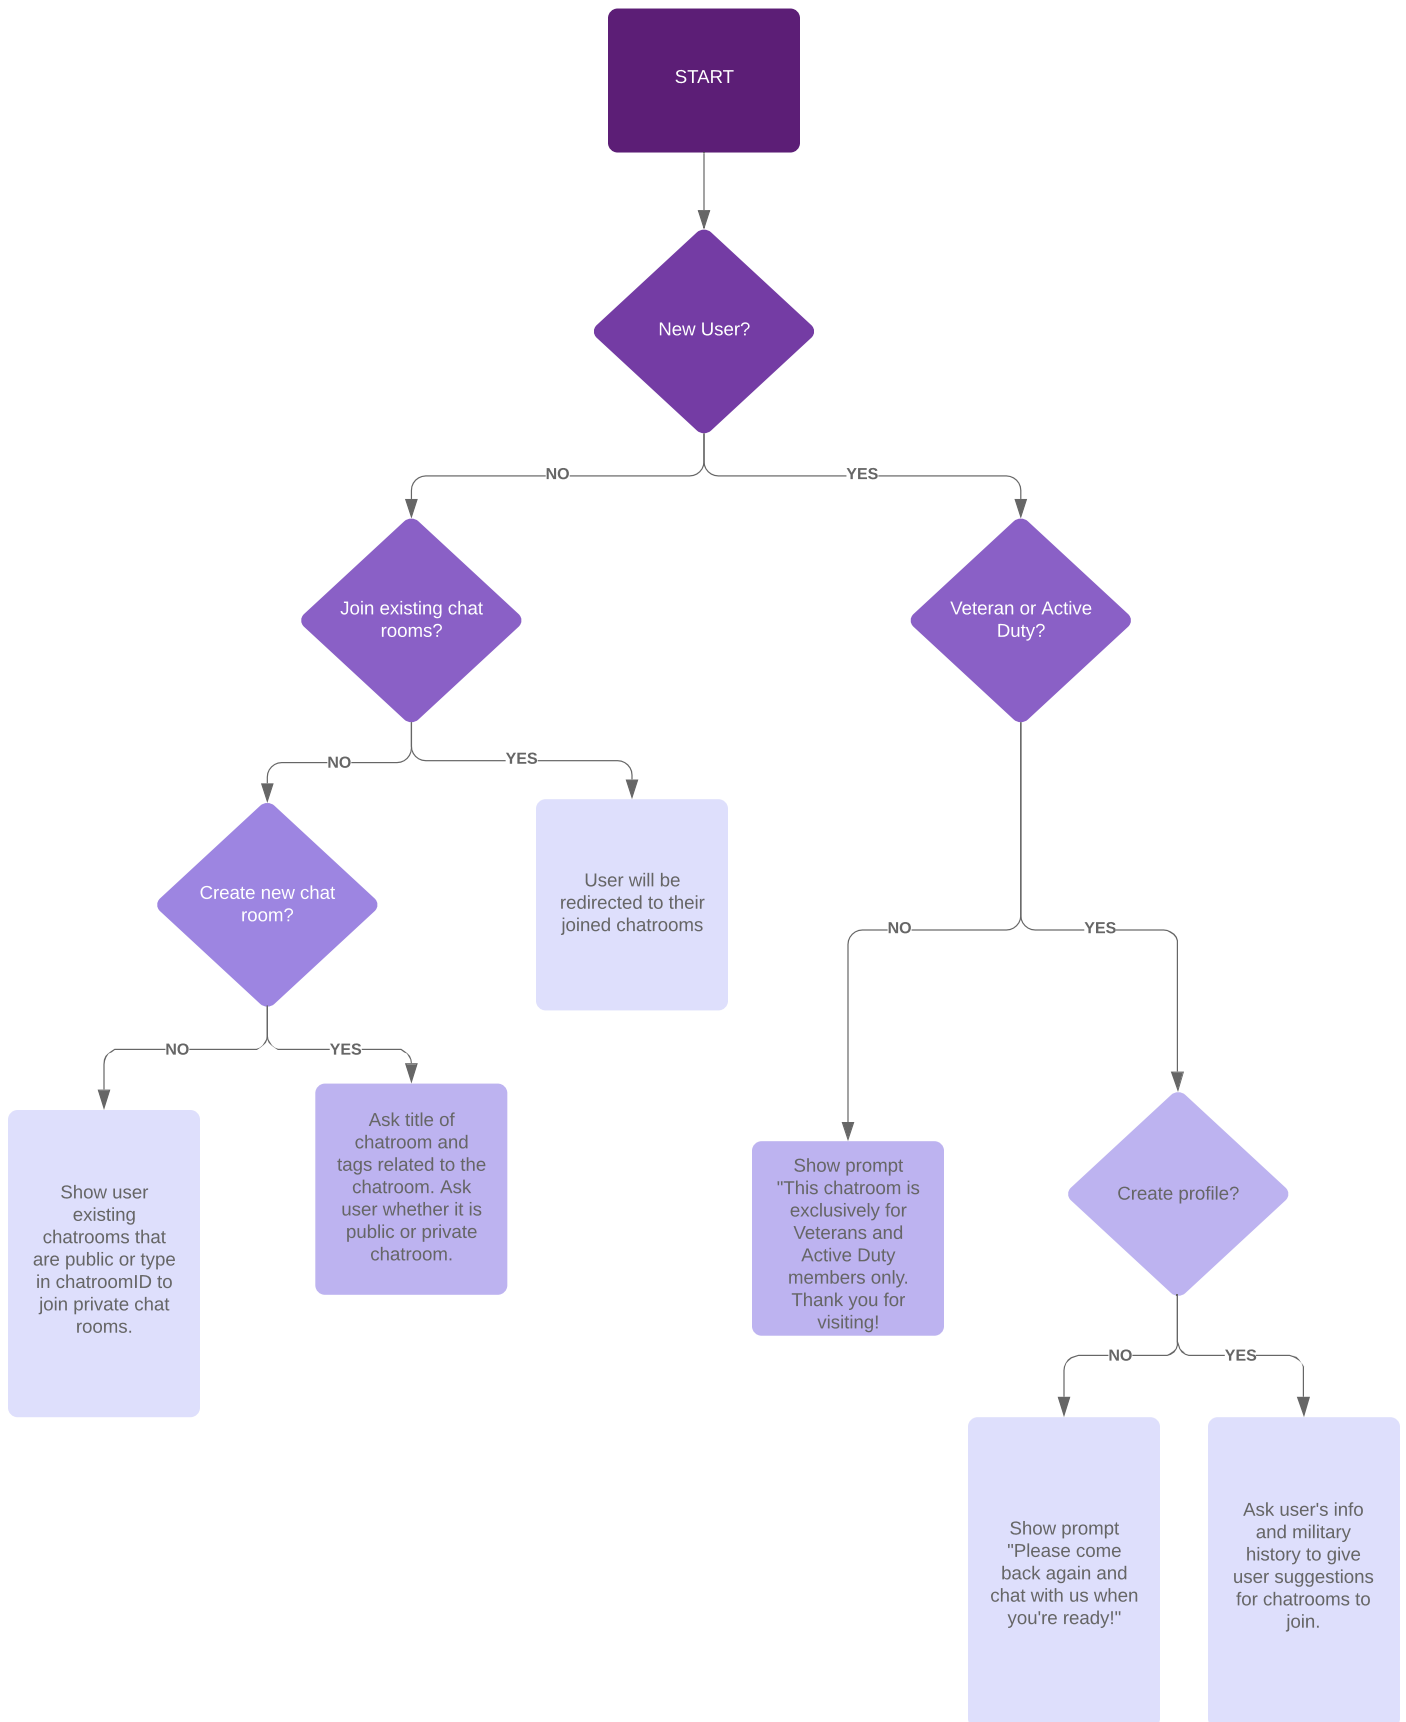 START
New User?
NO
YES
Join existing chat
rooms?
Veteran or Active
Duty?
NO
YES
Create new chat
room?
User will be
redirected to their
joined chatrooms
NO
YES
NO
YES
Show user
existing
chatrooms that
are public or type
in chatroomID to
join private chat
rooms.
Ask title of
chatroom and
tags related to the
chatroom. Ask
user whether it is
public or private
chatroom.
Show prompt
"This chatroom is
exclusively for
Veterans and
Active Duty
members only.
Thank you for
visiting!
Create profile?
NO
YES
Show prompt
"Please come
back again and
chat with us when
you're ready!"
Ask user's info
and military
history to give
user suggestions
for chatrooms to
join.